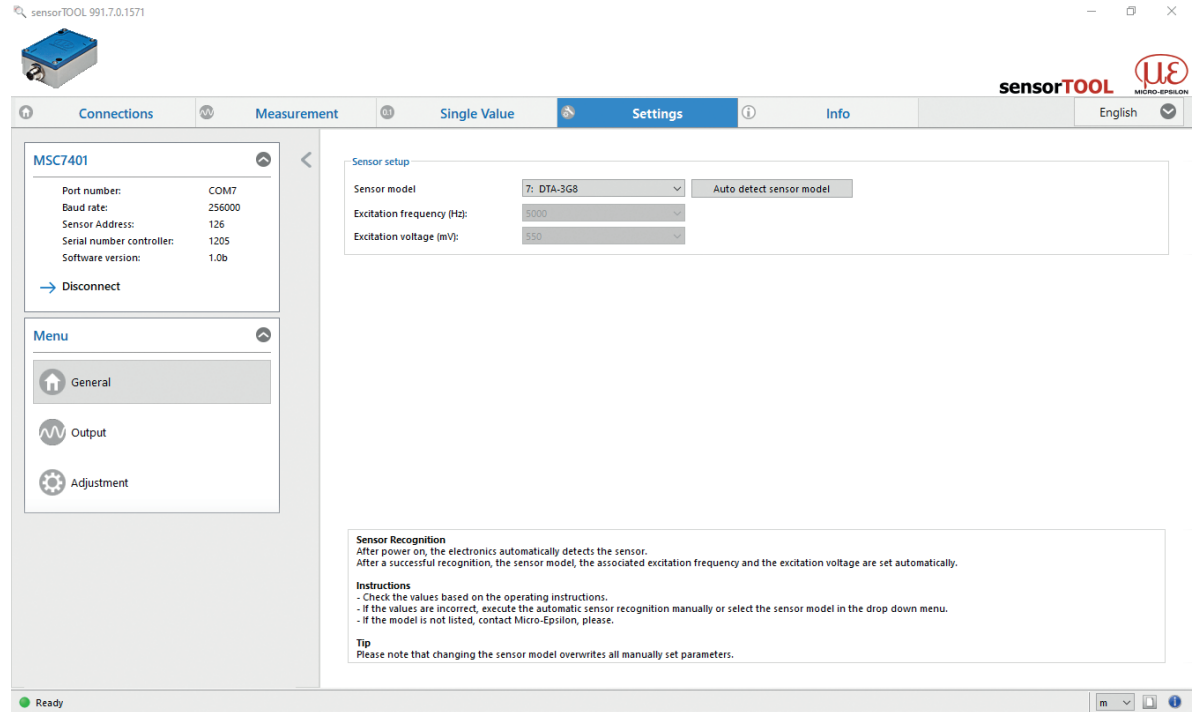 sensorTOOL 991.7.0.1571
sensorTOOL
με
MICRO-EPSILON
Connections
Measurement
0.1
Single Value
Settings
Info
English
MSC7401
Port number: COM7
Baud rate: 256000
Sensor Address: 126
Serial number controller: 1205
Software version: 1.0b
Disconnect
Menu
General
Output
Adjustment
Sensor setup
Sensor model 7: DTA-3G8 Auto detect sensor model
Excitation frequency (Hz): 5000
Excitation voltage (mV): 550
Sensor Recognition
After power on, the electronics automatically detects the sensor.
After a successful recognition, the sensor model, the associated excitation frequency and the excitation voltage are set automatically.
Instructions
- Check the values based on the operating instructions.
- If the values are incorrect, execute the automatic sensor recognition manually or select the sensor model in the drop down menu.
- If the model is not listed, contact Micro-Epsilon, please.
Tip
Please note that changing the sensor model overwrites all manually set parameters.
Ready
m